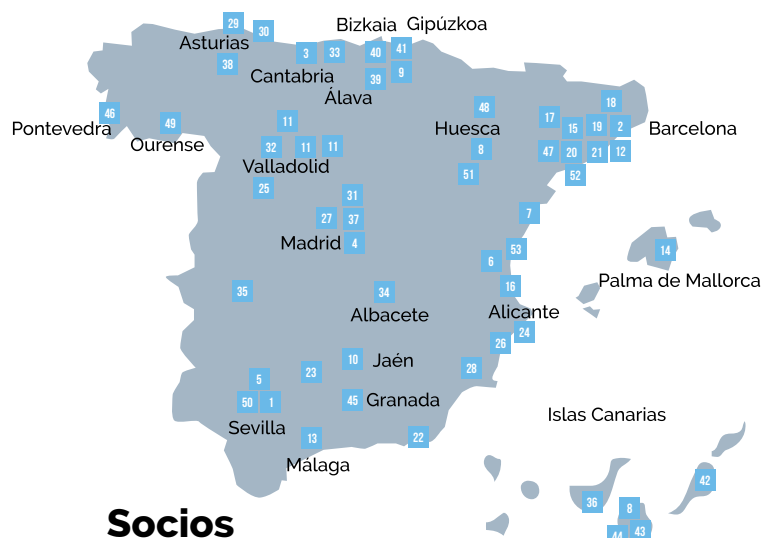 29
30
Bizkaia Gipúzkoa
Asturias
3
33
40
41
38
Cantabria
39
9
Álava
46
49
11
48
17
18
Pontevedra
Ourense
Huesca
15
19
2
Barcelona
32
11
11
8
47
20
21
12
Valladolid
25
51
52
31
27
37
7
Madrid
4
53
14
6
Palma de Mallorca
35
34
16
Albacete
Alicante
24
26
10
Jaén
23
28
5
50
1
45
Granada
Sevilla
Islas Canarias
13
22
Málaga
42
36
8
Socios
44
43